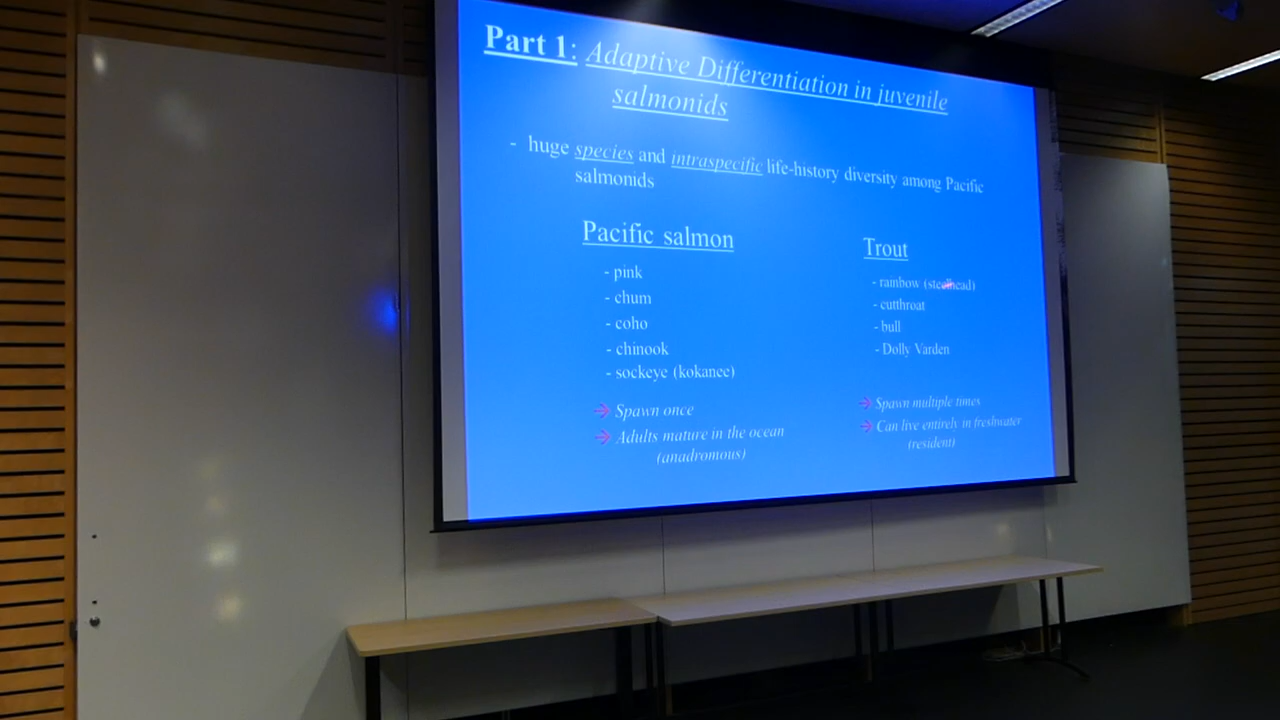 Part 1: Adaptive Differentiation in juvenile
salmonids
- huge species and intraspecific life-history diversity among Pacific
salmonids
Pacific salmon
- pink
- chum
- coho
- chinook
- sockeye (kokanee)
→ Spawn once
→ Adults mature in the ocean
(anadromous)
Trout
- rainbow (steelhead)
- cutthroat
- bull
- Dolly Varden
→ Spawn multiple times
→ Can live entirely in freshwater
(resident)